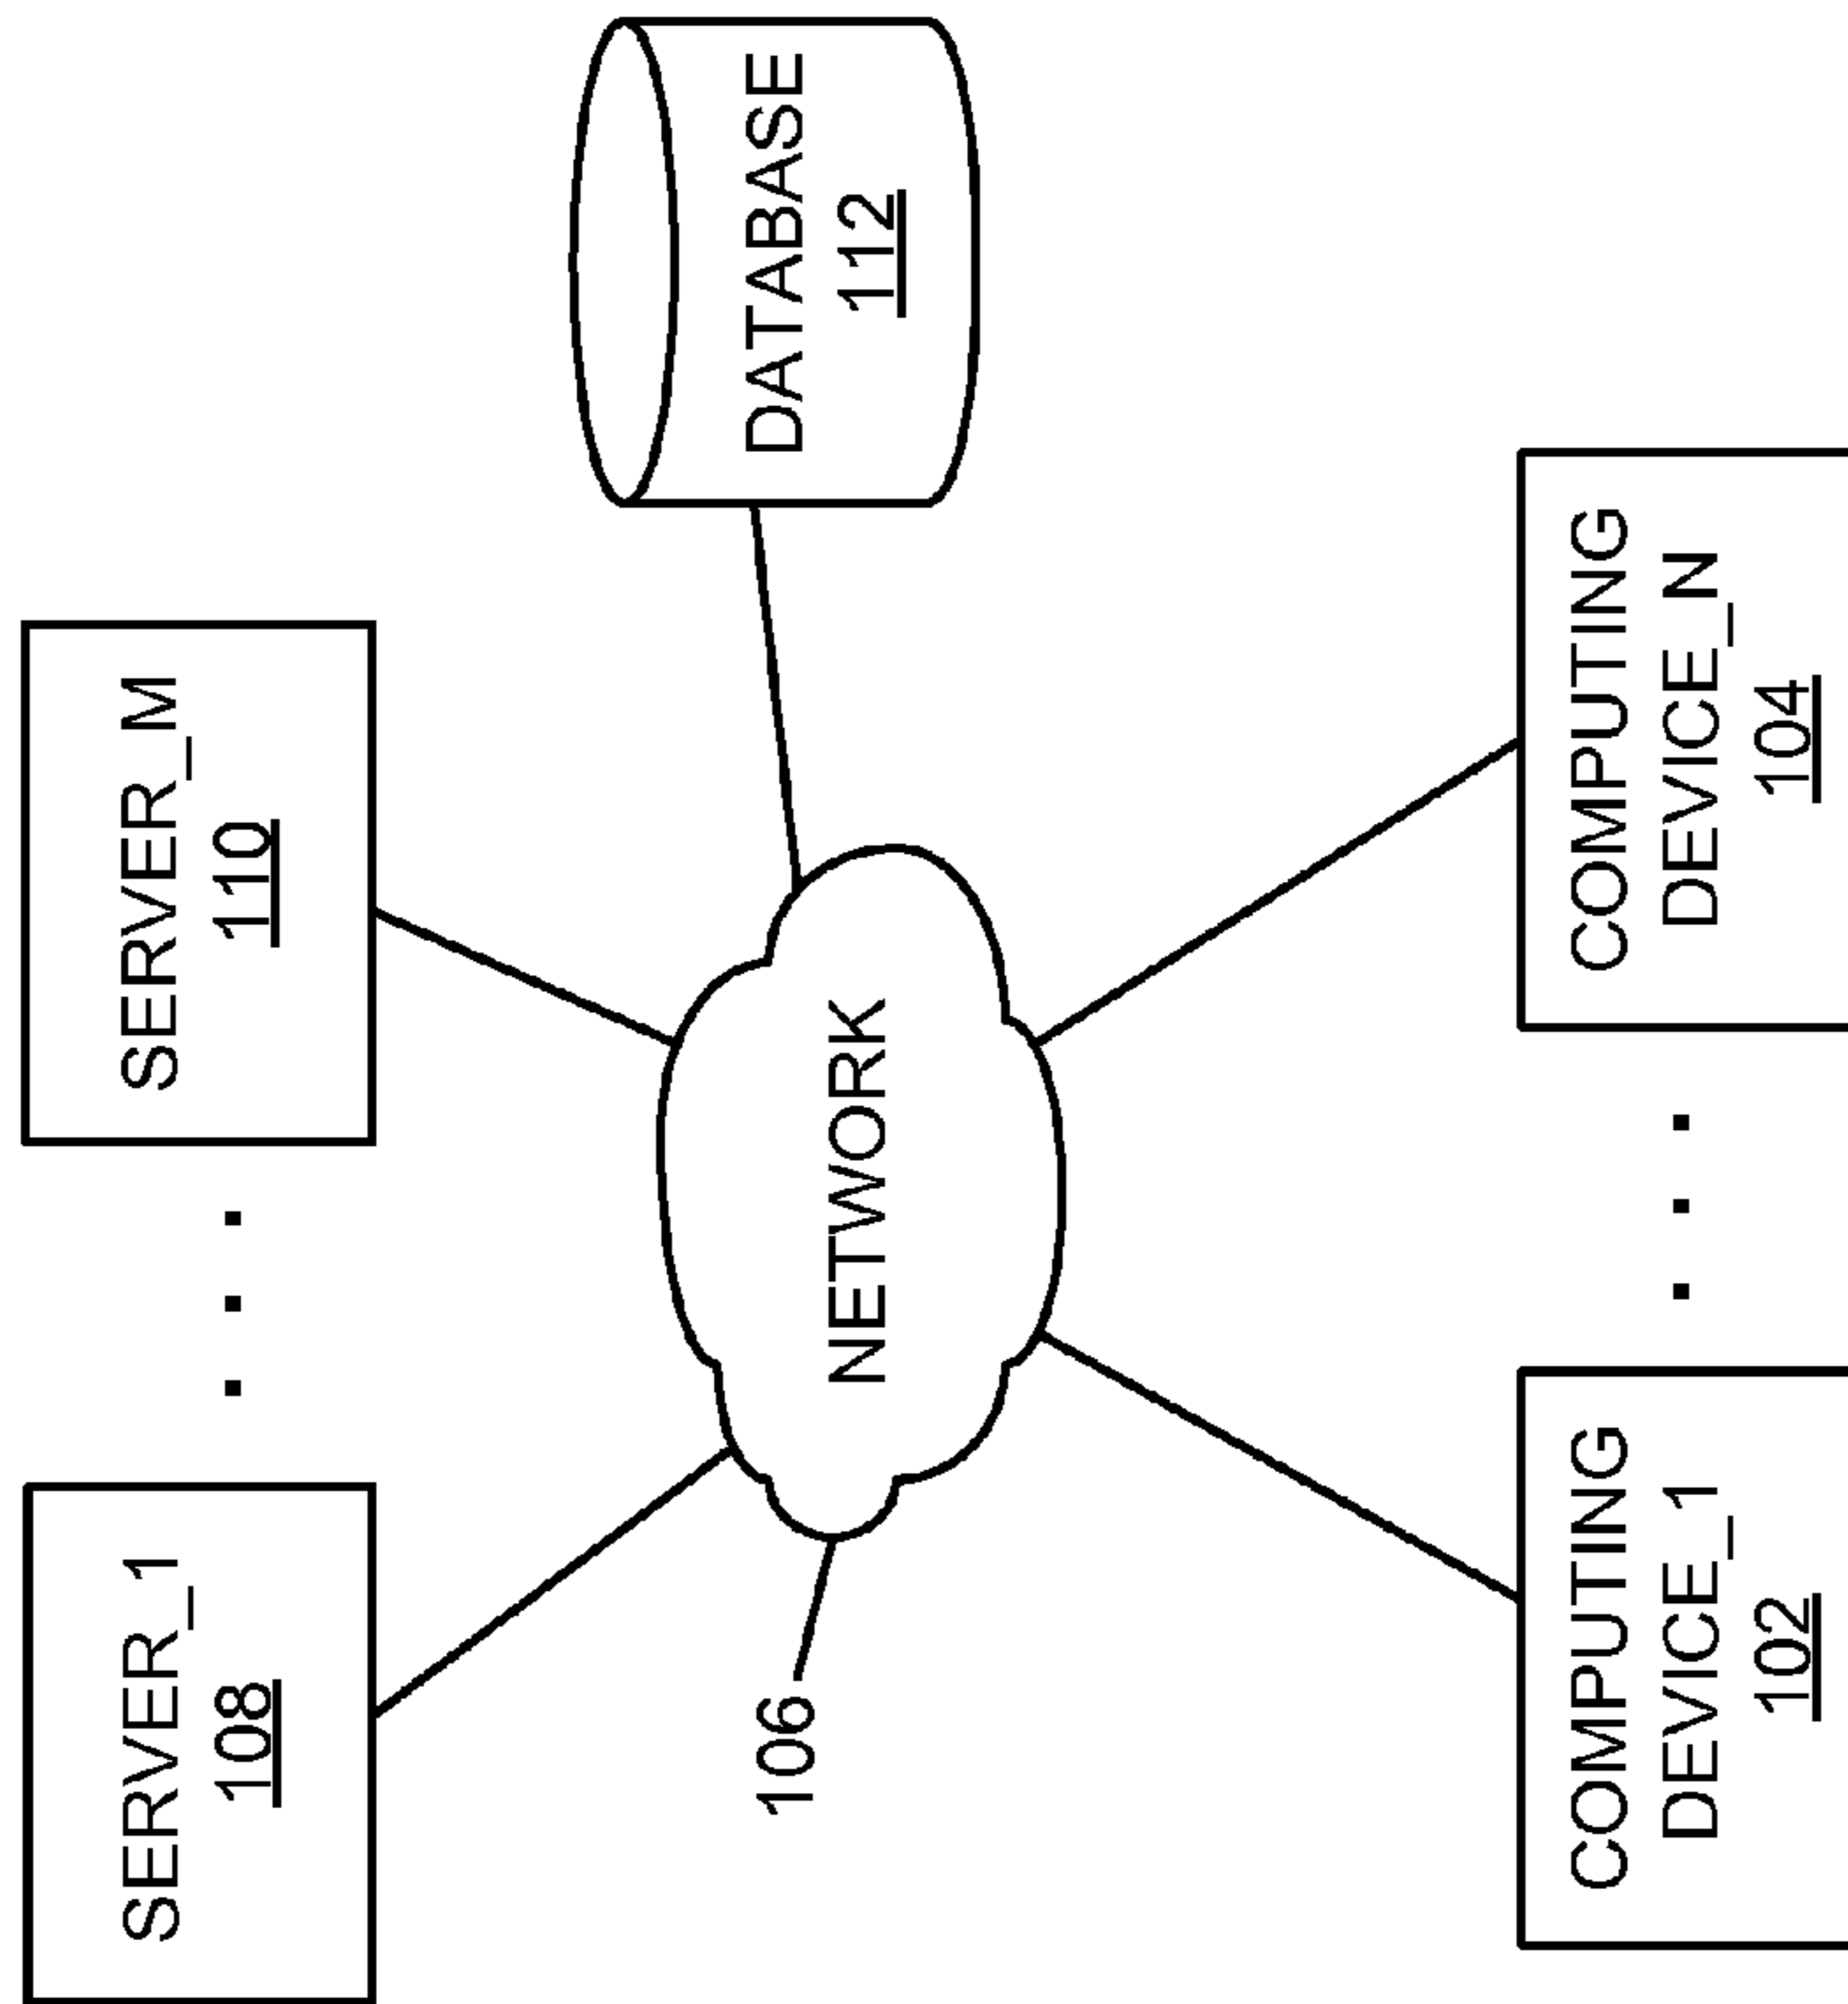 SERVER_1
108
SERVER_M
110
DATABASE
112
NETWORK
106
COMPUTING
DEVICE_1
102
COMPUTING
DEVICE_N
104